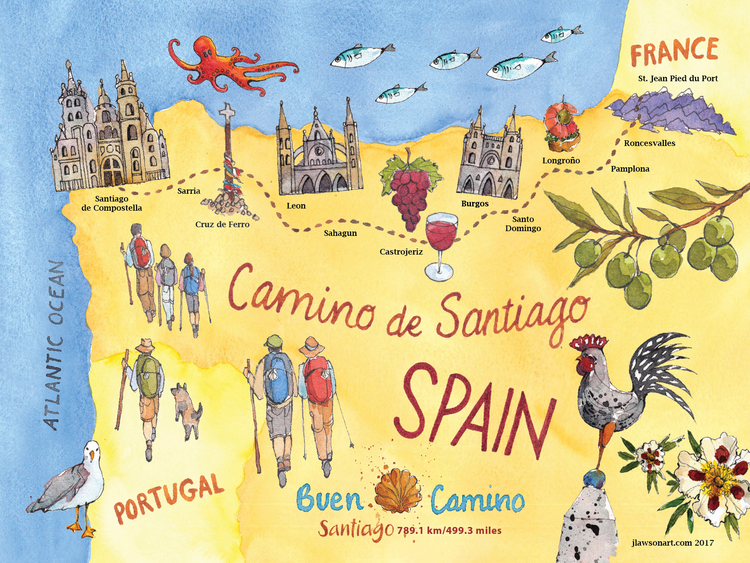 FRANCE
St. Jean Pied du Port
Roncesvalles
Longroño
Pamplona
Santiago
de Compostella
Sarria
Cruz de Ferro
Leon
Sahagun
Castrojeriz
Burgos
Santo
Domingo
ATLANTIC OCEAN
Camino de Santiago
SPAIN
PORTUGAL
Buen Camino
Santiago 789.1 km/499.3 miles
jlawsonart.com 2017